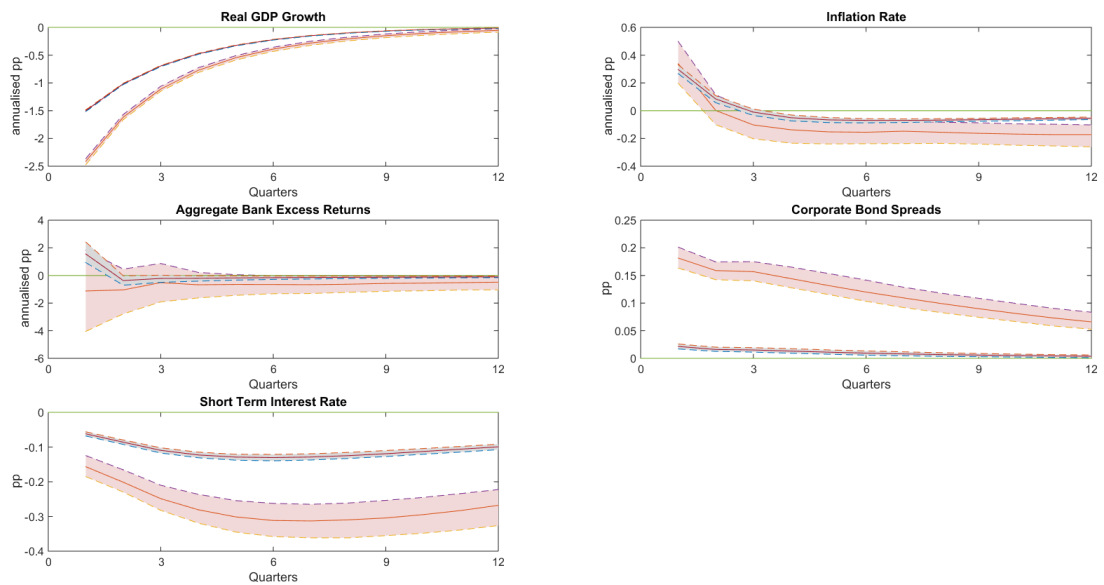 Real GDP Growth
annualised pp
0
-0.5
-1
-1.5
-2
-2.5
0 3 6 9 12
Quarters
Inflation Rate
annualised pp
0.6
0.4
0.2
0
-0.2
-0.4
0 3 6 9 12
Quarters
Aggregate Bank Excess Returns
annualised pp
4
2
0
-2
-4
-6
0 3 6 9 12
Quarters
Corporate Bond Spreads
pp
0.25
0.2
0.15
0.1
0.05
0
0 3 6 9 12
Quarters
Short Term Interest Rate
pp
0
-0.1
-0.2
-0.3
-0.4
0 3 6 9 12
Quarters